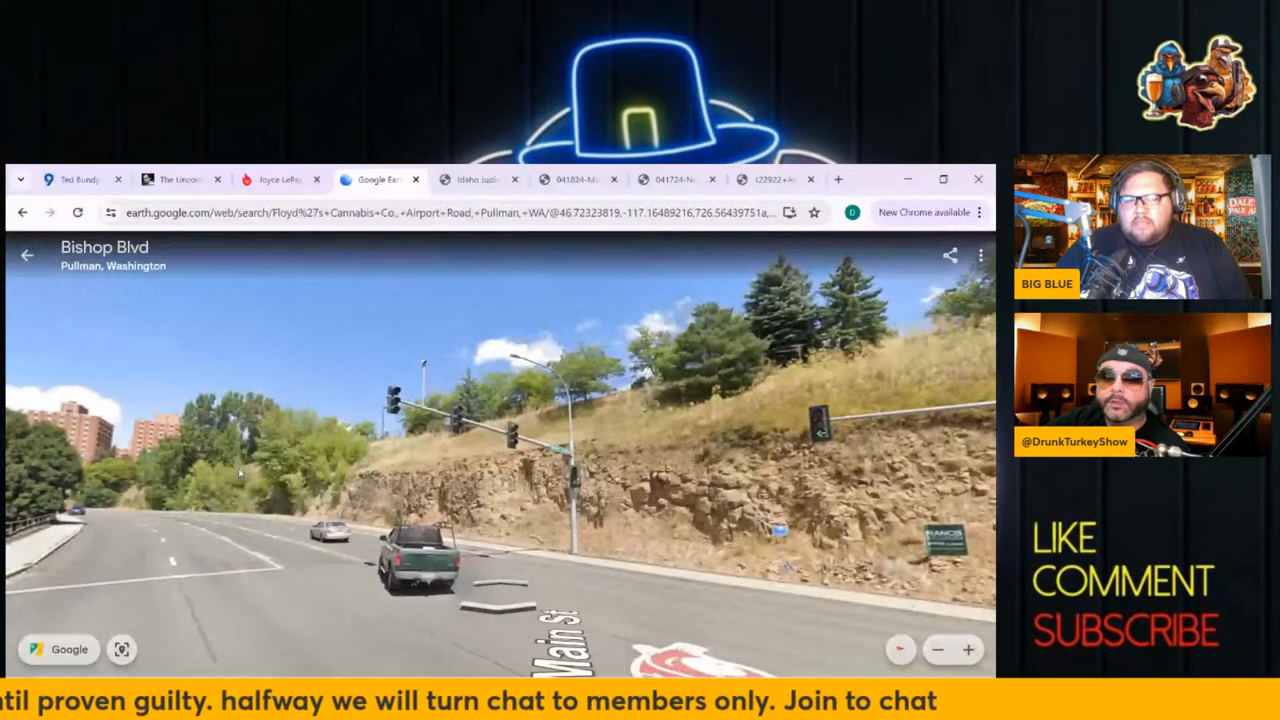 Ted Bundy
The Uncon
Joyce LePa
Google Ear
041824-Mo
041724-No
122922+A
earth.google.com/web/search/Floyd%27s+Cannabis+Co.,+Airport+Road,+Pullman,+WA/@46.72323819,-117.16489216,726.56439751a,...
D
New Chrome available
Bishop Blvd
Pullman, Washington
Google
Main St
BIG BLUE
@DrunkTurkeyShow
LIKE
COMMENT
SUBSCRIBE
til proven guilty. halfway we will turn chat to members only. Join to chat